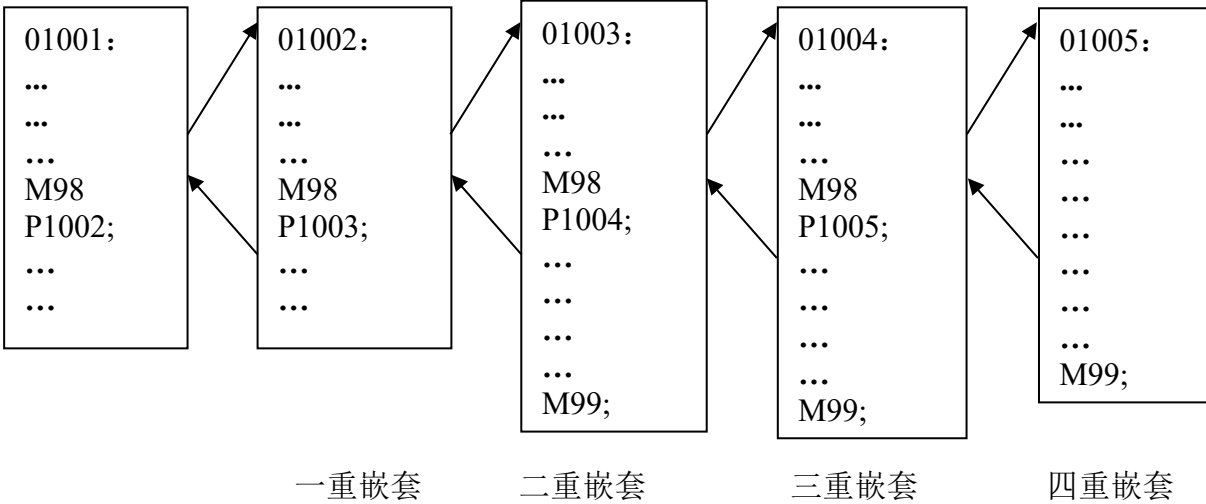 01001：
...
...
…
M98
P1002;
…
…
01002：
...
...
…
M98
P1003;
…
…
01003：
...
...
…
M98
P1004;
…
…
…
…
M99;
01004：
...
...
…
M98
P1005;
…
…
…
…
M99;
01005：
...
...
…
…
…
…
…
…
M99;
一重嵌套
二重嵌套
三重嵌套
四重嵌套